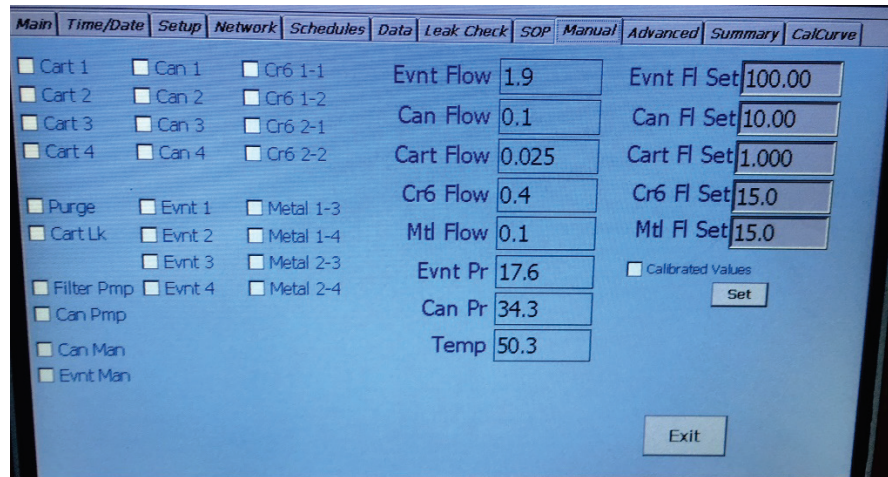 Main Time/Date Setup Network Schedules Data Leak Check SOP Manual Advanced Summary CalCurve
Cart 1 Can 1 Cr6 1-1 Evnt Flow 1.9 Evnt Fl Set 100.00
Cart 2 Can 2 Cr6 1-2 Can Flow 0.1 Can Fl Set 10.00
Cart 3 Can 3 Cr6 2-1 Cart Flow 0.025 Cart Fl Set 1.000
Cart 4 Can 4 Cr6 2-2 Cr6 Flow 0.4 Cr6 Fl Set 15.0
Purge Evnt 1 Metal 1-3 Mtl Flow 0.1 Mtl Fl Set 15.0
Cart Lk Evnt 2 Metal 1-4 Evnt Pr 17.6 Calibrated Values
Evnt 3 Metal 2-3 Can Pr 34.3 Set
Filter Pmp Evnt 4 Metal 2-4 Temp 50.3
Can Pmp
Can Man
Evnt Man
Exit